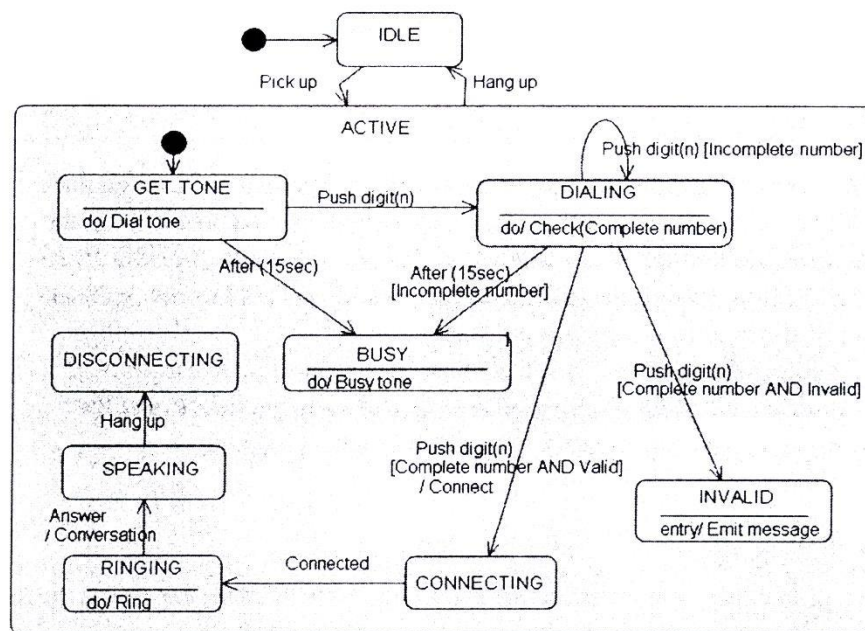 IDLE
Pick up
Hang up
ACTIVE
Push digit(n) [Incomplete number]
GET TONE
do/ Dial tone
Push digit(n)
DIALING
do/ Check(Complete number)
After (15sec)
After (15sec)
[Incomplete number]
BUSY
do/ Busy tone
DISCONNECTING
Push digit(n)
[Complete number AND Invalid]
Hang up
Push digit(n)
[Complete number AND Valid]
/ Connect
SPEAKING
INVALID
entry/ Emit message
Answer
/ Conversation
RINGING
do/ Ring
Connected
CONNECTING